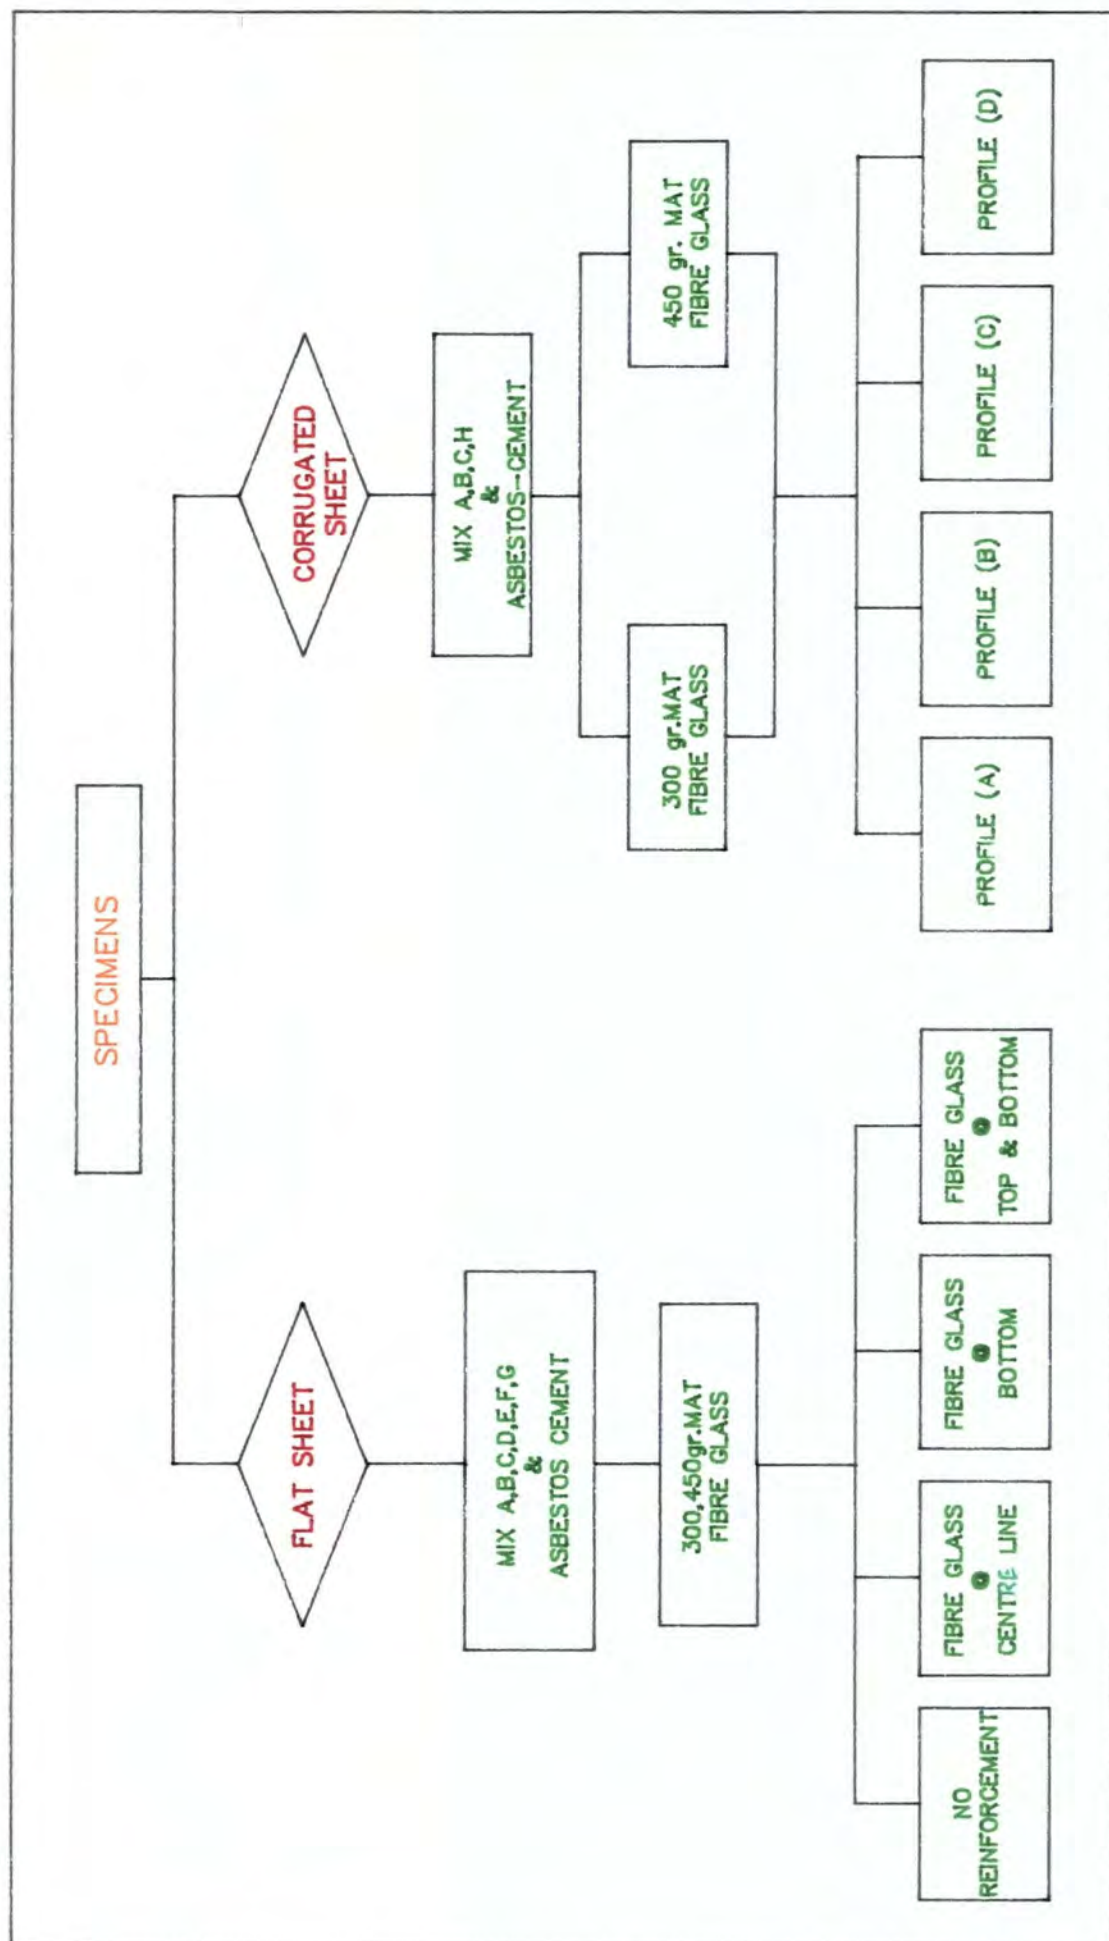 SPECIMENS
FLAT SHEET
MIX A,B,C,D,E,F,G
&
ASBESTOS CEMENT
300,450gr.MAT
FIBRE GLASS
NO
REINFORCEMENT
FIBRE GLASS
@
CENTRE LINE
FIBRE GLASS
@
BOTTOM
FIBRE GLASS
@
TOP & BOTTOM
CORRUGATED
SHEET
MIX A,B,C,H
&
ASBESTOS-CEMENT
300 gr.MAT
FIBRE GLASS
450 gr. MAT
FIBRE GLASS
PROFILE (A)
PROFILE (B)
PROFILE (C)
PROFILE (D)